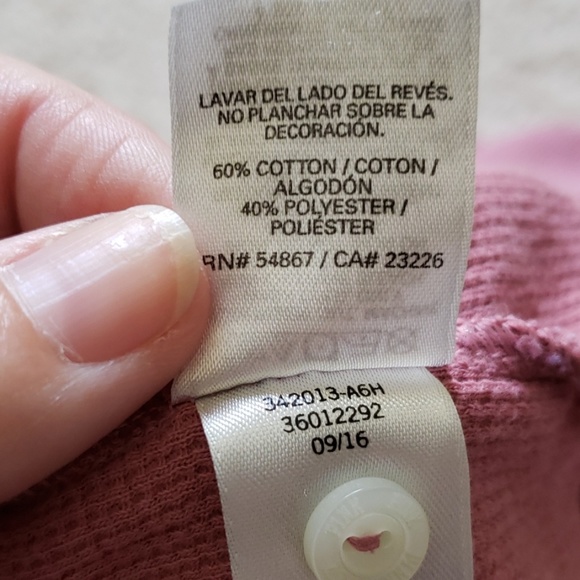 LAVAR DEL LADO DEL REVÉS.
NO PLANCHAR SOBRE LA
DECORACIÓN.
60% COTTON / COTON /
ALGODÓN
40% POLYESTER /
POLIÉSTER
RN# 54867 / CA# 23226
342013-A6H
36012292
09/16